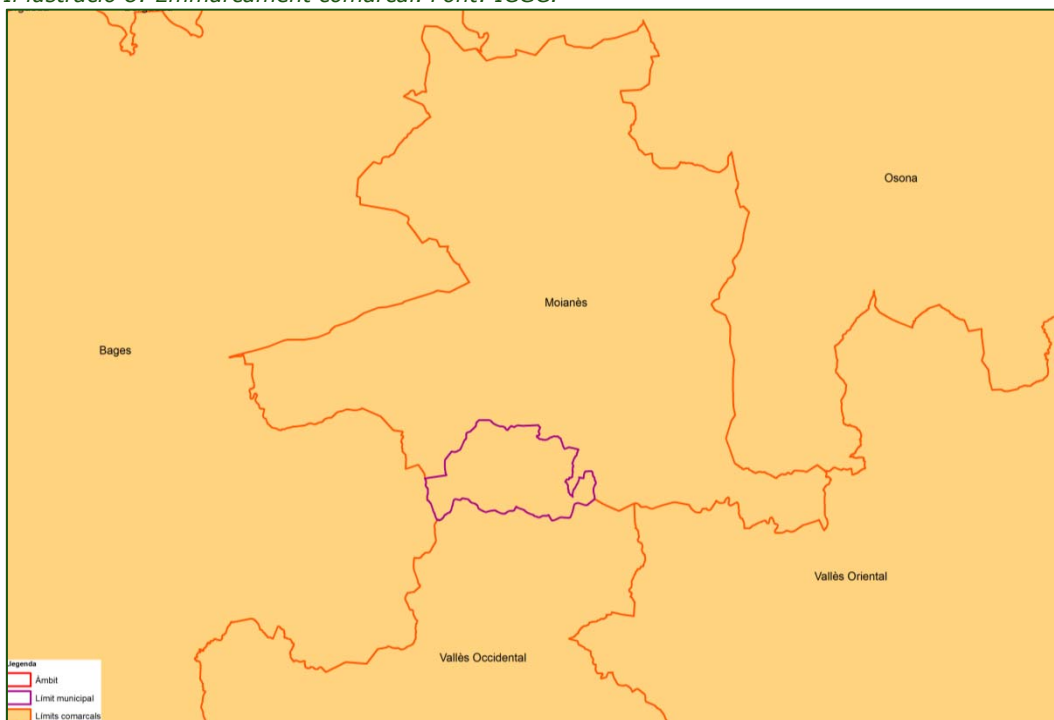 Osona
Moianès
Bages
Vallès Oriental
Vallès Occidental
llegenda
Àmbit
Límit municipal
Límits comarcals